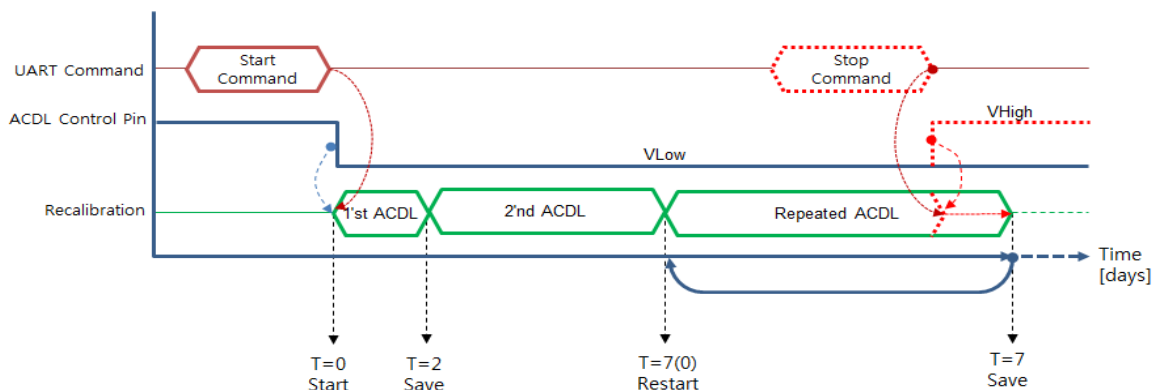 UART Command
Start
Command
Stop
Command
ACDL Control Pin
VHigh
VLow
Recalibration
1'st ACDL
2'nd ACDL
Repeated ACDL
Time
[days]
T=0
Start
T=2
Save
T=7(0)
Restart
T=7
Save